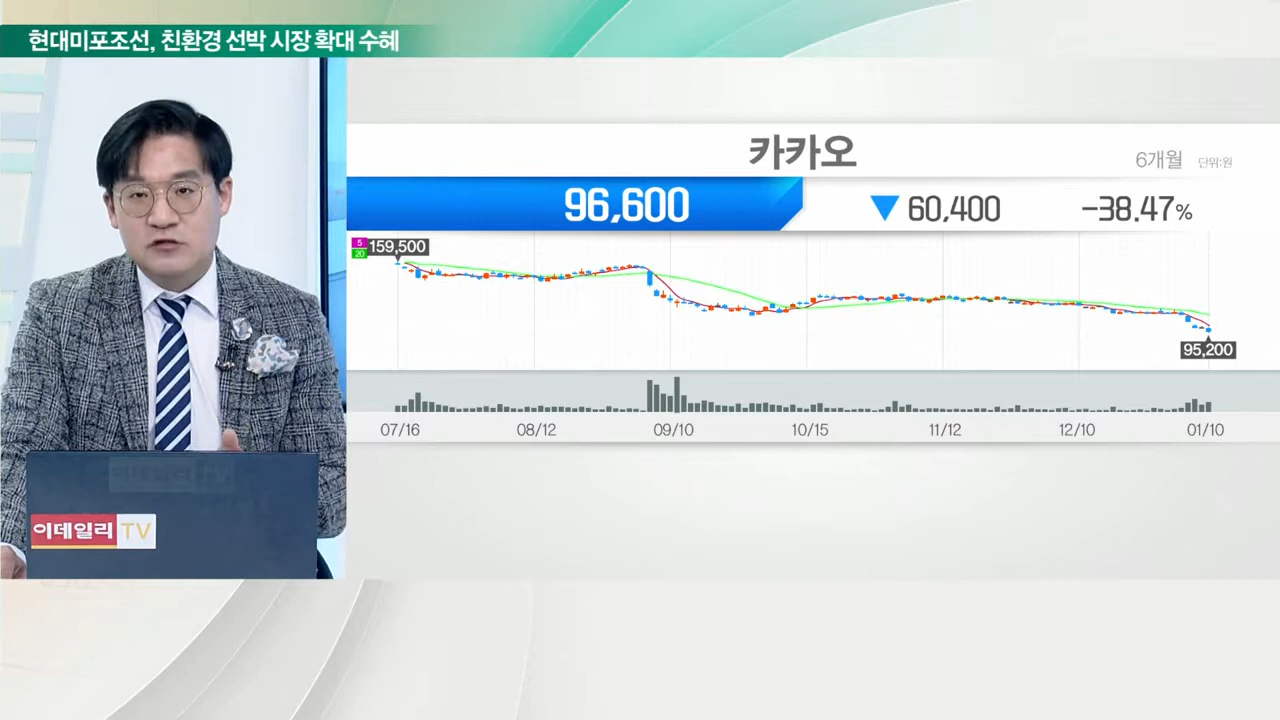 현대미포조선, 친환경 선박 시장 확대 수혜
카카오
6개월 단위:원
96,600 ▼ 60,400 -38.47%
5
20
159,500
95,200
07/16 08/12 09/10 10/15 11/12 12/10 01/10
이데일리 TV